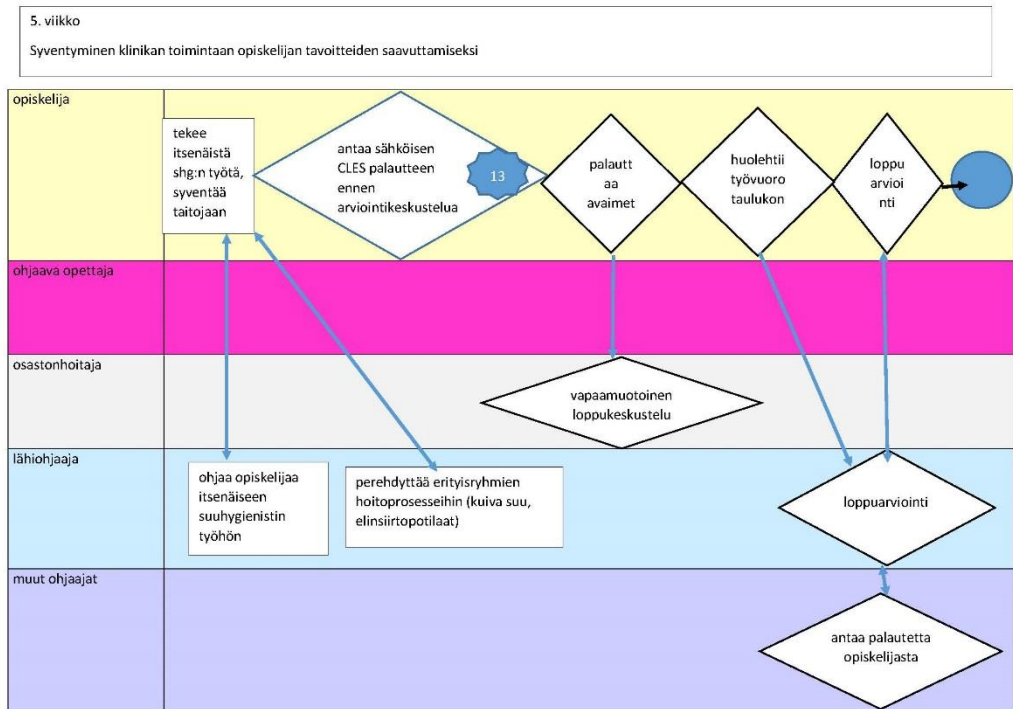 5. viikko
Syventyminen klinikan toimintaan opiskelijan tavoitteiden saavuttamiseksi
opiskelija
tekee
itsenäistä
shg:n työtä,
syventää
taitojaan
antaa sähköisen
CLES palautteen
ennen
arviointikeskustelua
13
palautt
aa
avaimet
huolehtii
työvuoro
taulukon
loppu
arvioi
nti
ohjaava opettaja
osastonhoitaja
vapaamuotoinen
loppukeskustelu
lähiohjaaja
ohjaa opiskelijaa
itsenäiseen
suuhygienistin
työhön
perehdyttää erityisryhmien
hoitoprosesseihin (kuiva suu,
elinsiirtopotilaat)
loppuarviointi
muut ohjaajat
antaa palautetta
opiskelijasta